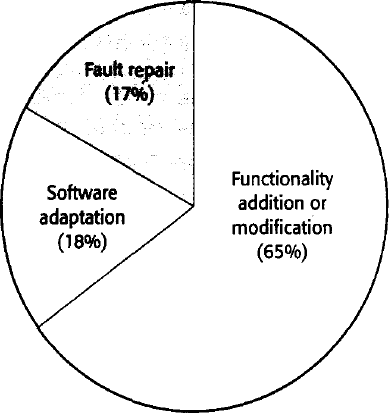 Fault repair
(17%)
Software
adaptation
(18%)
Functionality
addition or
modification
(65%)